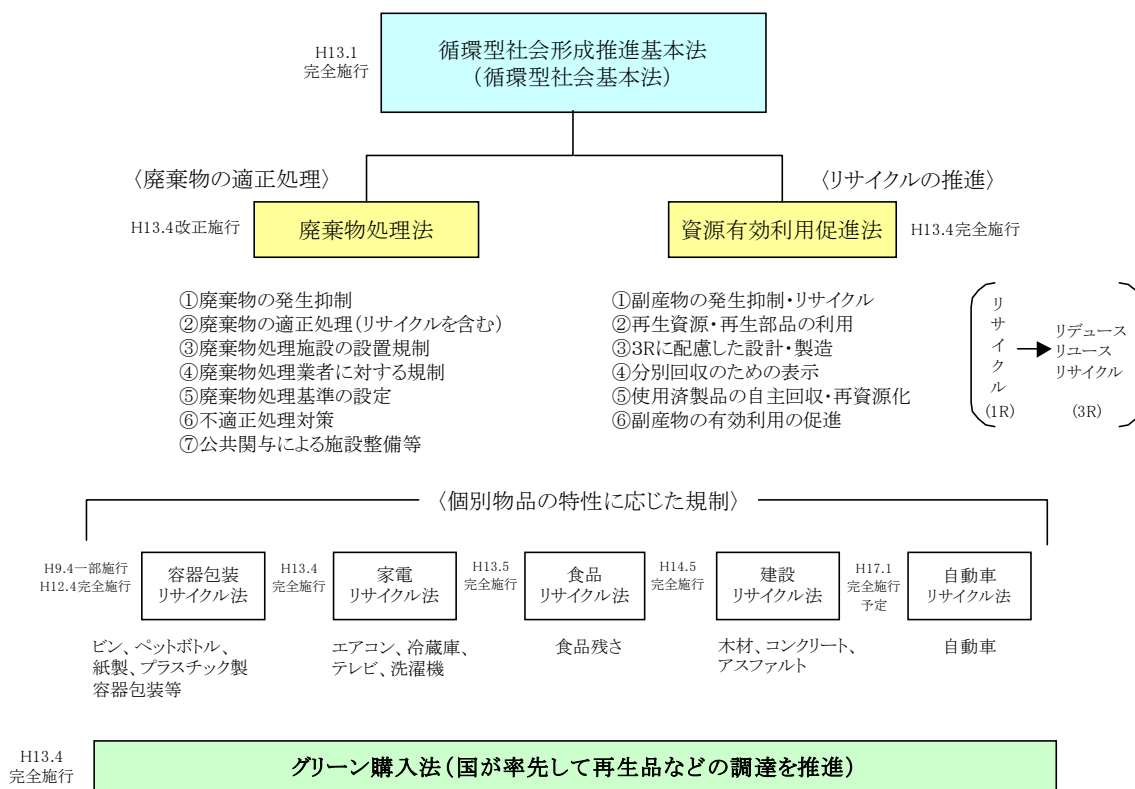 H13.1
完全施行
循環型社会形成推進基本法
（循環型社会基本法）
〈廃棄物の適正処理〉
〈リサイクルの推進〉
H13.4改正施行
廃棄物処理法
資源有効利用促進法
H13.4完全施行
①廃棄物の発生抑制
②廃棄物の適正処理（リサイクルを含む）
③廃棄物処理施設の設置規制
④廃棄物処理業者に対する規制
⑤廃棄物処理基準の設定
⑥不適正処理対策
⑦公共関与による施設整備等
①副産物の発生抑制・リサイクル
②再生資源・再生部品の利用
③3Rに配慮した設計・製造
④分別回収のための表示
⑤使用済製品の自主回収・再資源化
⑥副産物の有効利用の促進
リサイクル
(1R)
リデュース
リユース
リサイクル
(3R)
〈個別物品の特性に応じた規制〉
H9.4一部施行
H12.4完全施行
容器包装
リサイクル法
H13.4
完全施行
家電
リサイクル法
H13.5
完全施行
食品
リサイクル法
H14.5
完全施行
建設
リサイクル法
H17.1
完全施行
予定
自動車
リサイクル法
ビン、ペットボトル、
紙製、プラスチック製
容器包装等
エアコン、冷蔵庫、
テレビ、洗濯機
食品残さ
木材、コンクリート、
アスファルト
自動車
H13.4
完全施行
グリーン購入法（国が率先して再生品などの調達を推進）